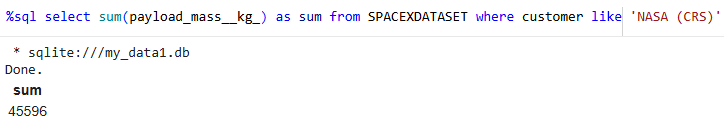 %sql select sum(payload_mass__kg_) as sum from SPACEXDATASET where customer like 'NASA (CRS)'
* sqlite:///my_data1.db
Done.
sum
45596